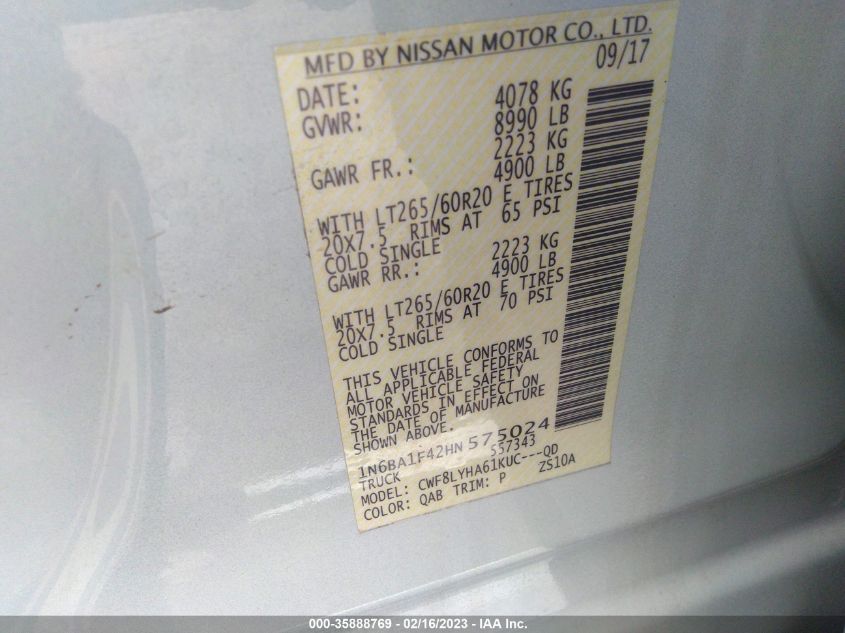 MFD BY NISSAN MOTOR CO., LTD.
DATE: 09/17
GVWR: 4078 KG
8990 LB
GAWR FR.: 2223 KG
4900 LB
WITH LT265/60R20 E TIRES
20X7.5 RIMS AT 65 PSI
COLD SINGLE
GAWR RR.: 2223 KG
4900 LB
WITH LT265/60R20 E TIRES
20X7.5 RIMS AT 70 PSI
COLD SINGLE
THIS VEHICLE CONFORMS TO
ALL APPLICABLE FEDERAL
MOTOR VEHICLE SAFETY
STANDARDS IN EFFECT ON
THE DATE OF MANUFACTURE
SHOWN ABOVE.
1N6BA1F42HN575024
TRUCK 557343
MODEL: CWF8LYHA61KUC---QD
COLOR: QAB TRIM: P ZS10A
000-35888769 - 02/16/2023 - IAA Inc.